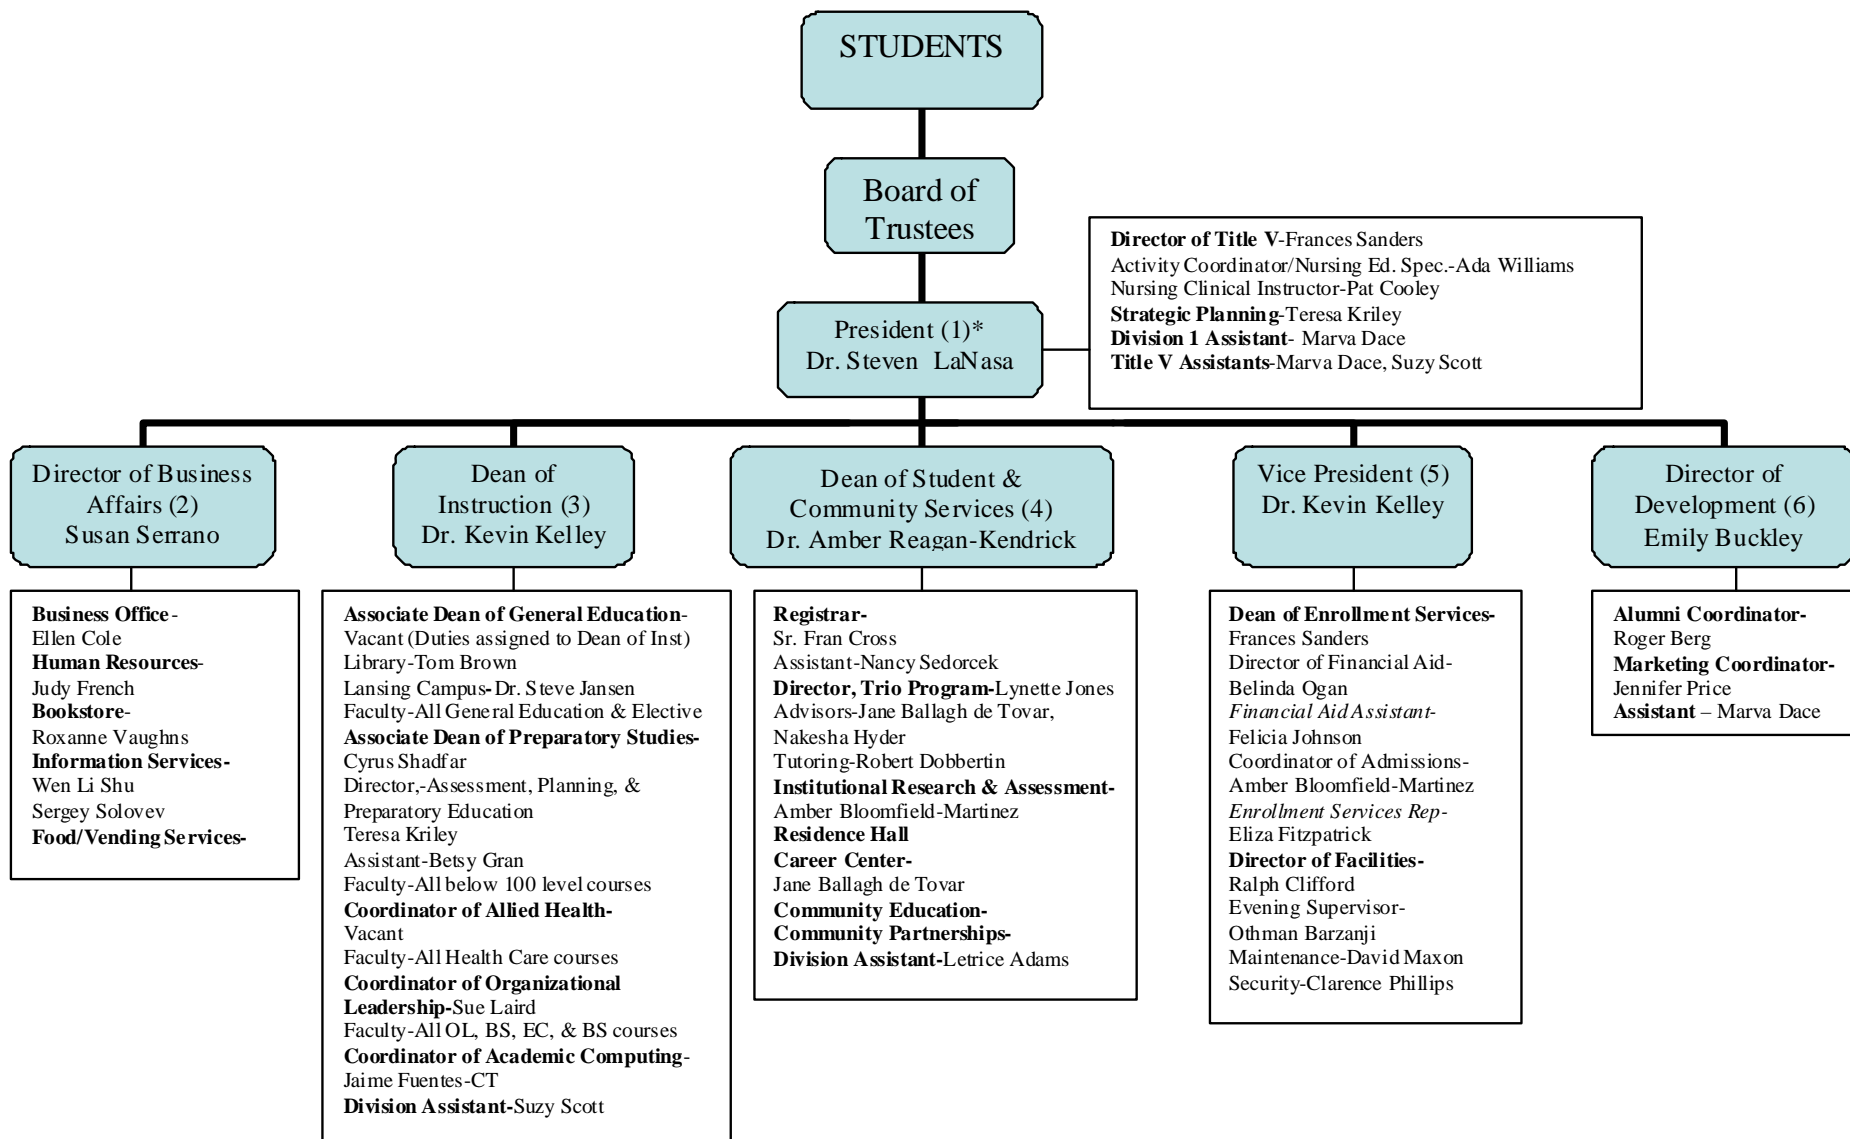 STUDENTS
Board of
Trustees
Director of Title V-Frances Sanders
Activity Coordinator/Nursing Ed. Spec.-Ada Williams
Nursing Clinical Instructor-Pat Cooley
Strategic Planning-Teresa Kriley
Division 1 Assistant- Marva Dace
Title V Assistants-Marva Dace, Suzy Scott
President (1)*
Dr. Steven LaNasa
Director of Business
Affairs (2)
Susan Serrano
Dean of
Instruction (3)
Dr. Kevin Kelley
Dean of Student &
Community Services (4)
Dr. Amber Reagan-Kendrick
Vice President (5)
Dr. Kevin Kelley
Director of
Development (6)
Emily Buckley
Business Office-
Ellen Cole
Human Resources-
Judy French
Bookstore-
Roxanne Vaughns
Information Services-
Wen Li Shu
Sergey Solovev
Food/Vending Services-
Associate Dean of General Education-
Vacant (Duties assigned to Dean of Inst)
Library-Tom Brown
Lansing Campus-Dr. Steve Jansen
Faculty-All General Education & Elective
Associate Dean of Preparatory Studies-
Cyrus Shadfar
Director,-Assessment, Planning, &
Preparatory Education
Teresa Kriley
Assistant-Betsy Gran
Faculty-All below 100 level courses
Coordinator of Allied Health-
Vacant
Faculty-All Health Care courses
Coordinator of Organizational
Leadership-Sue Laird
Faculty-All OL, BS, EC, & BS courses
Coordinator of Academic Computing-
Jaime Fuentes-CT
Division Assistant-Suzy Scott
Registrar-
Sr. Fran Cross
Assistant-Nancy Sedorcek
Director, Trio Program-Lynette Jones
Advisors-Jane Ballagh de Tovar,
Nakesha Hyder
Tutoring-Robert Dobbertin
Institutional Research & Assessment-
Amber Bloomfield-Martinez
Residence Hall
Career Center-
Jane Ballagh de Tovar
Community Education-
Community Partnerships-
Division Assistant-Letrice Adams
Dean of Enrollment Services-
Frances Sanders
Director of Financial Aid-
Belinda Ogan
Financial Aid Assistant-
Felicia Johnson
Coordinator of Admissions-
Amber Bloomfield-Martinez
Enrollment Services Rep-
Eliza Fitzpatrick
Director of Facilities-
Ralph Clifford
Evening Supervisor-
Othman Barzanji
Maintenance-David Maxon
Security-Clarence Phillips
Alumni Coordinator-
Roger Berg
Marketing Coordinator-
Jennifer Price
Assistant – Marva Dace